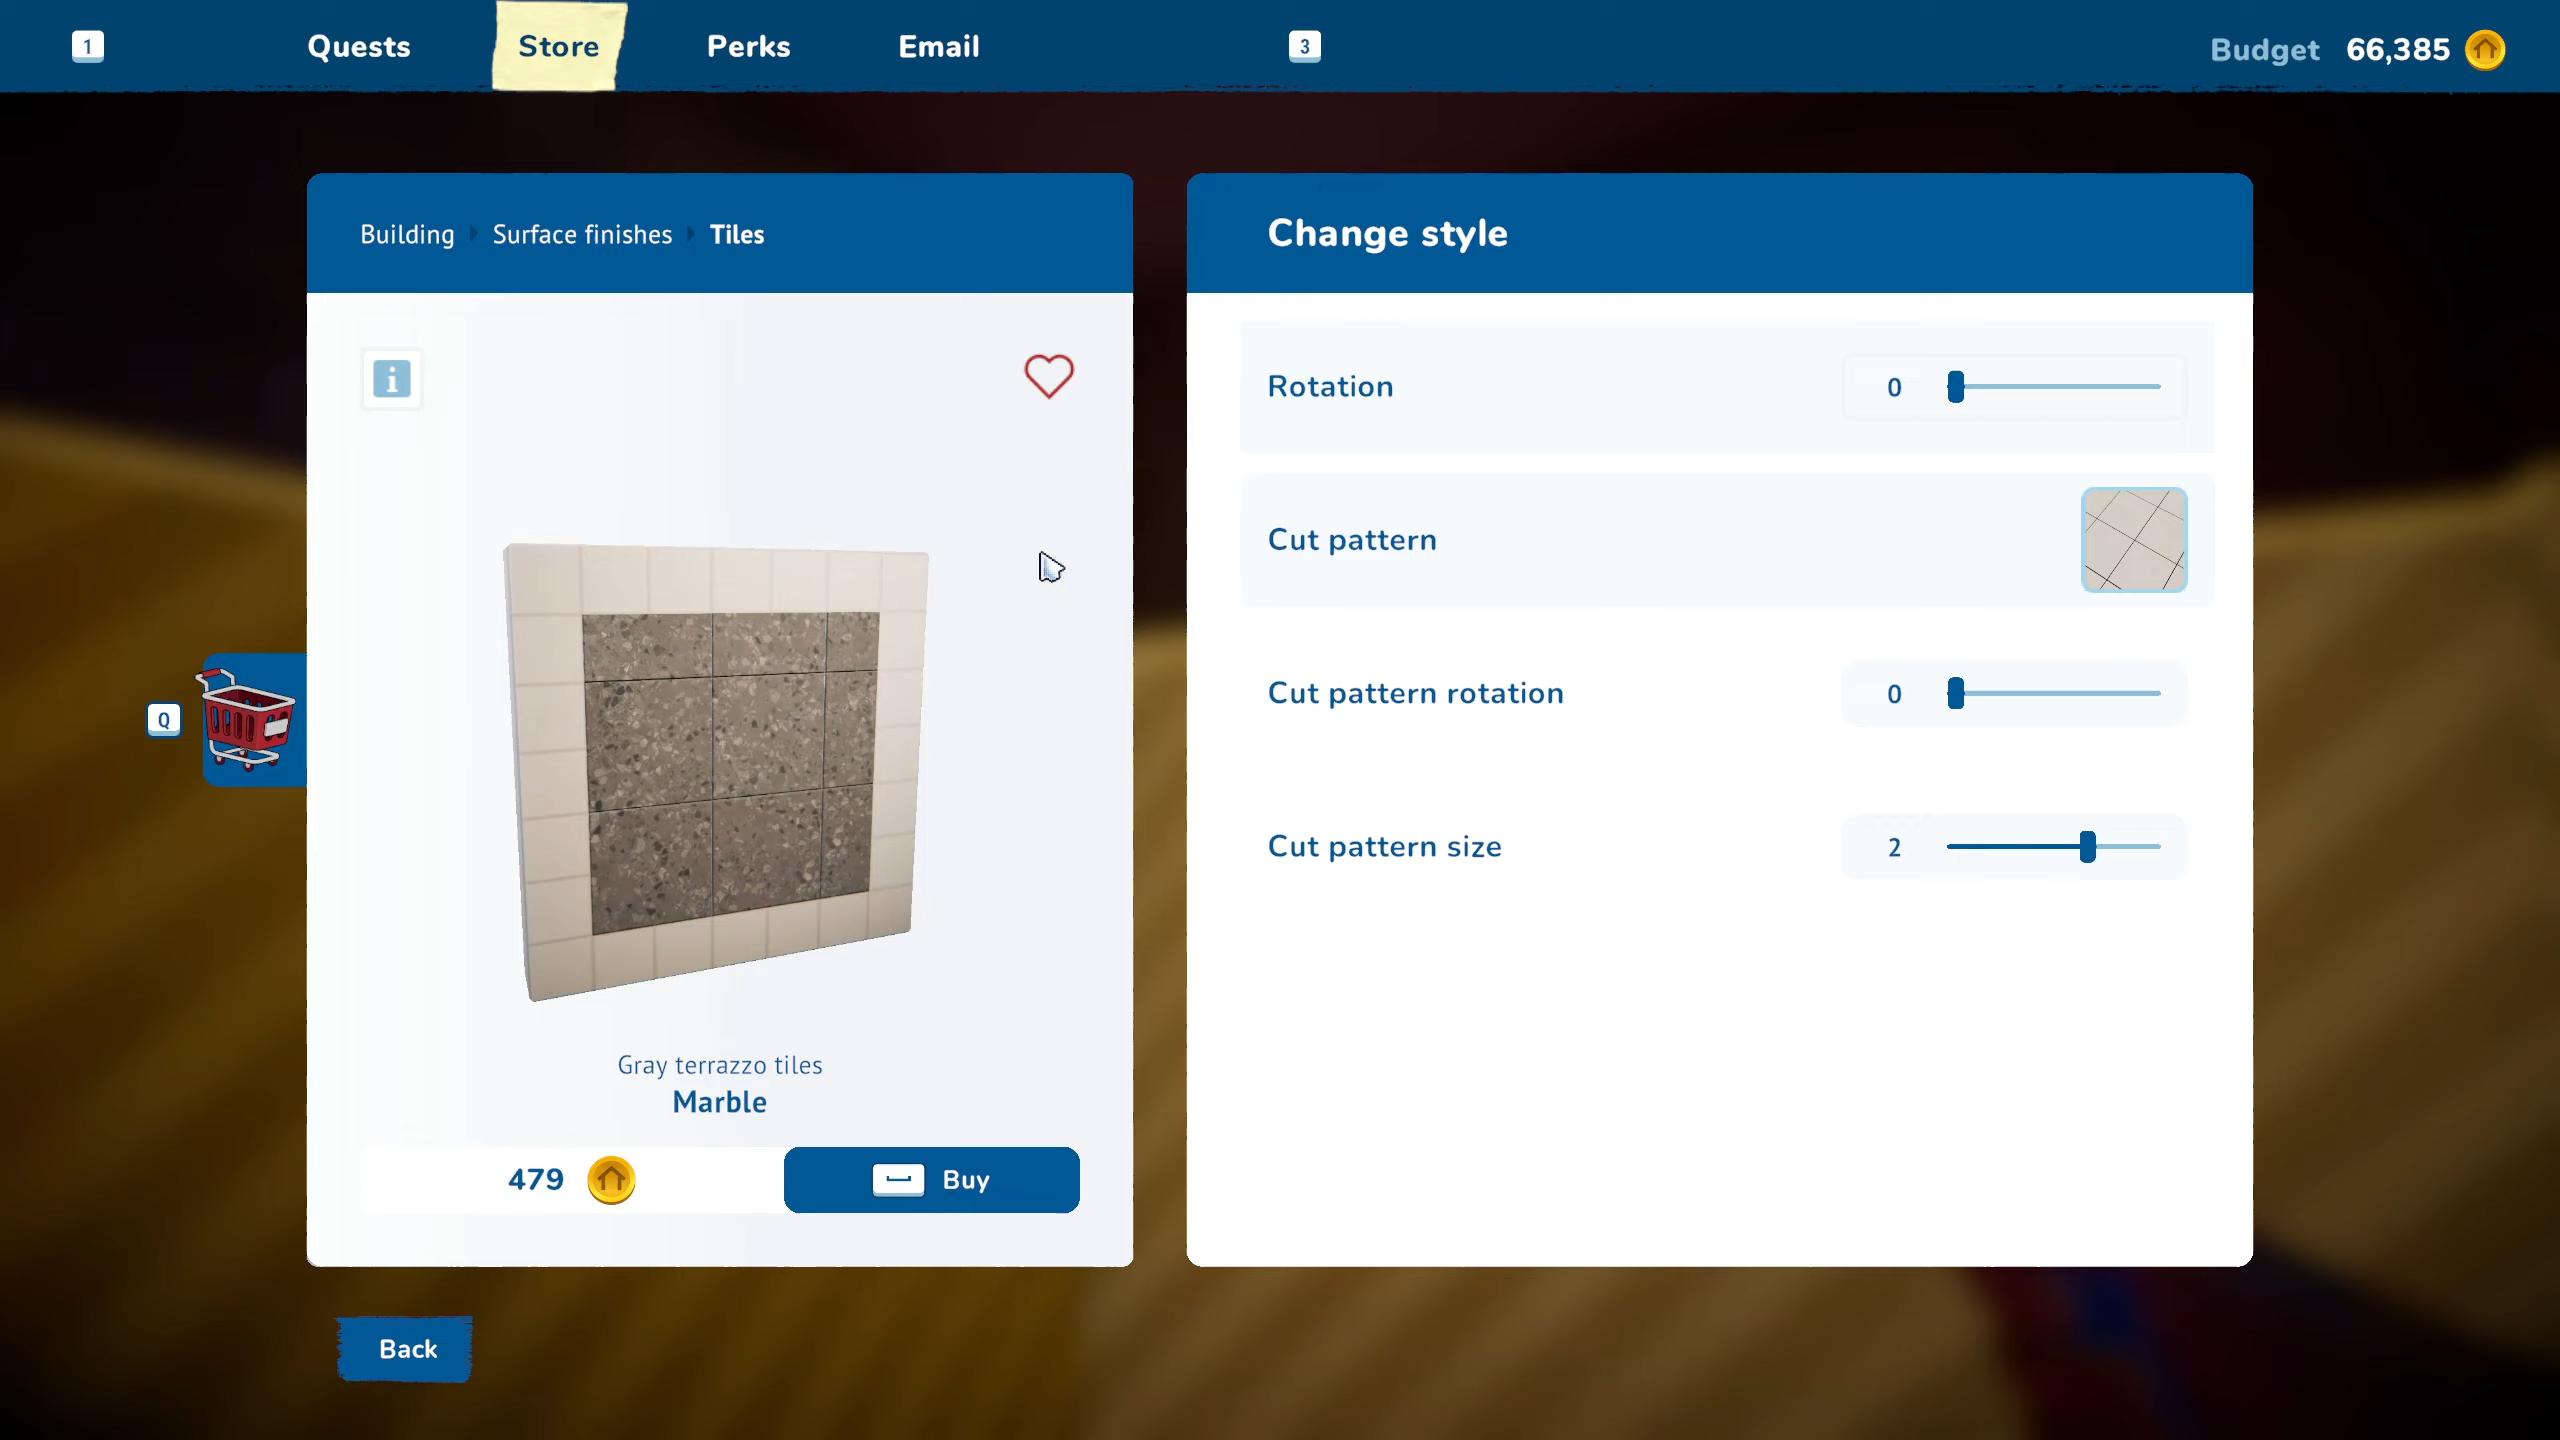 1
Quests
Store
Perks
Email
3
Budget 66,385
Building Surface finishes Tiles
i
Q
Gray terrazzo tiles
Marble
479
Buy
Back
Change style
Rotation 0
Cut pattern
Cut pattern rotation 0
Cut pattern size 2